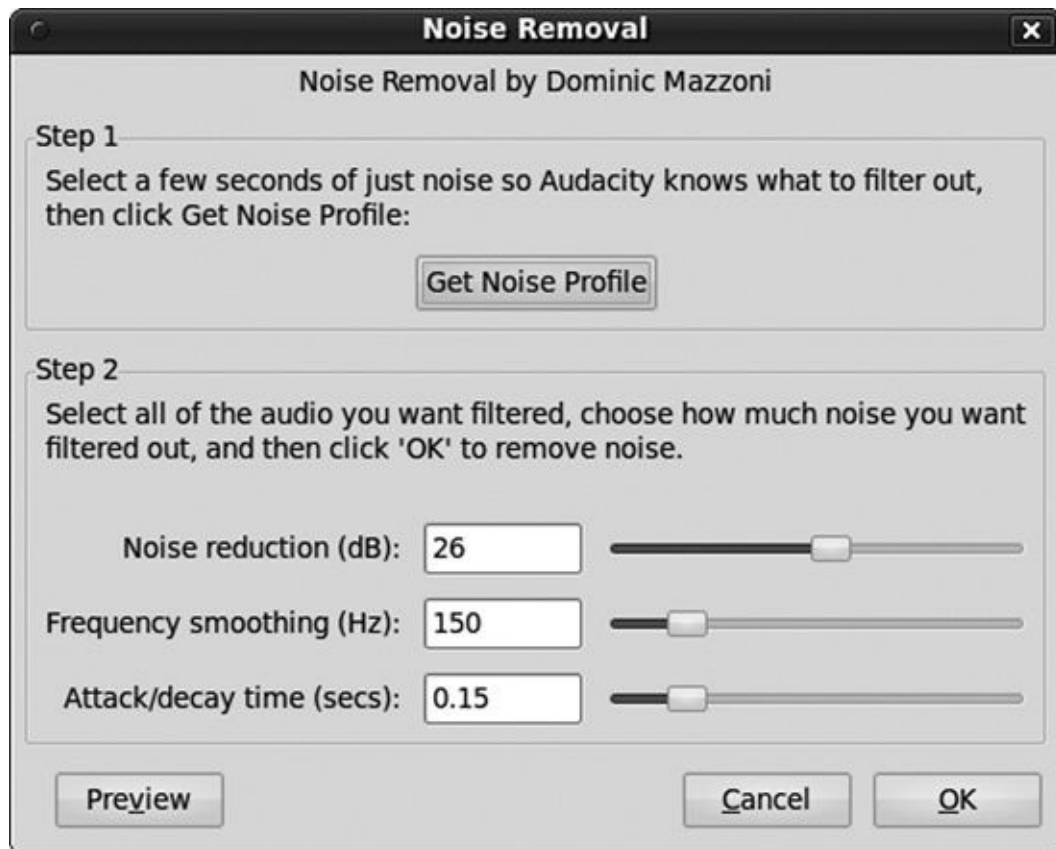 Noise Removal
Noise Removal by Dominic Mazzoni
Step 1
Select a few seconds of just noise so Audacity knows what to filter out,
then click Get Noise Profile:
Get Noise Profile
Step 2
Select all of the audio you want filtered, choose how much noise you want
filtered out, and then click 'OK' to remove noise.
Noise reduction (dB): 26
Frequency smoothing (Hz): 150
Attack/decay time (secs): 0.15
Preview Cancel OK